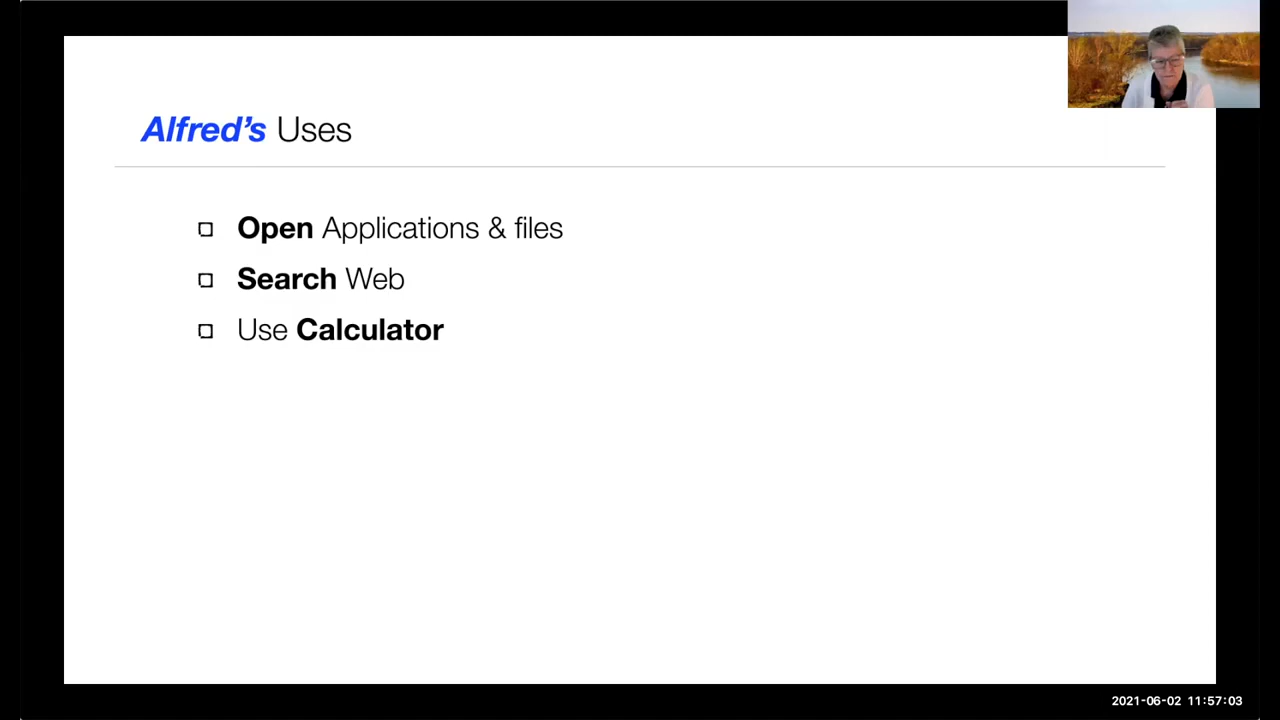 Alfred's Uses
Open Applications & files
Search Web
Use Calculator
2021-06-02 11:57:03